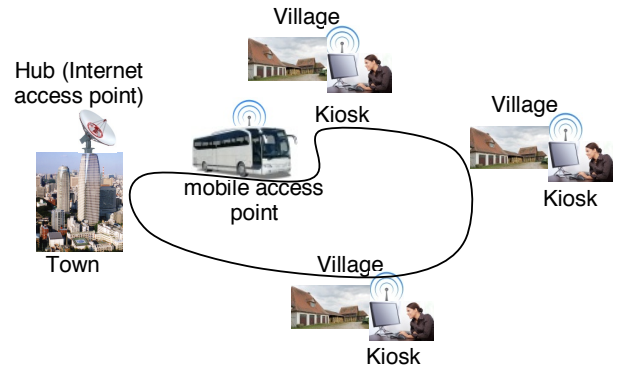 Village
Hub (Internet
access point)
Kiosk
mobile access
point
Village
Kiosk
Town
Village
Kiosk